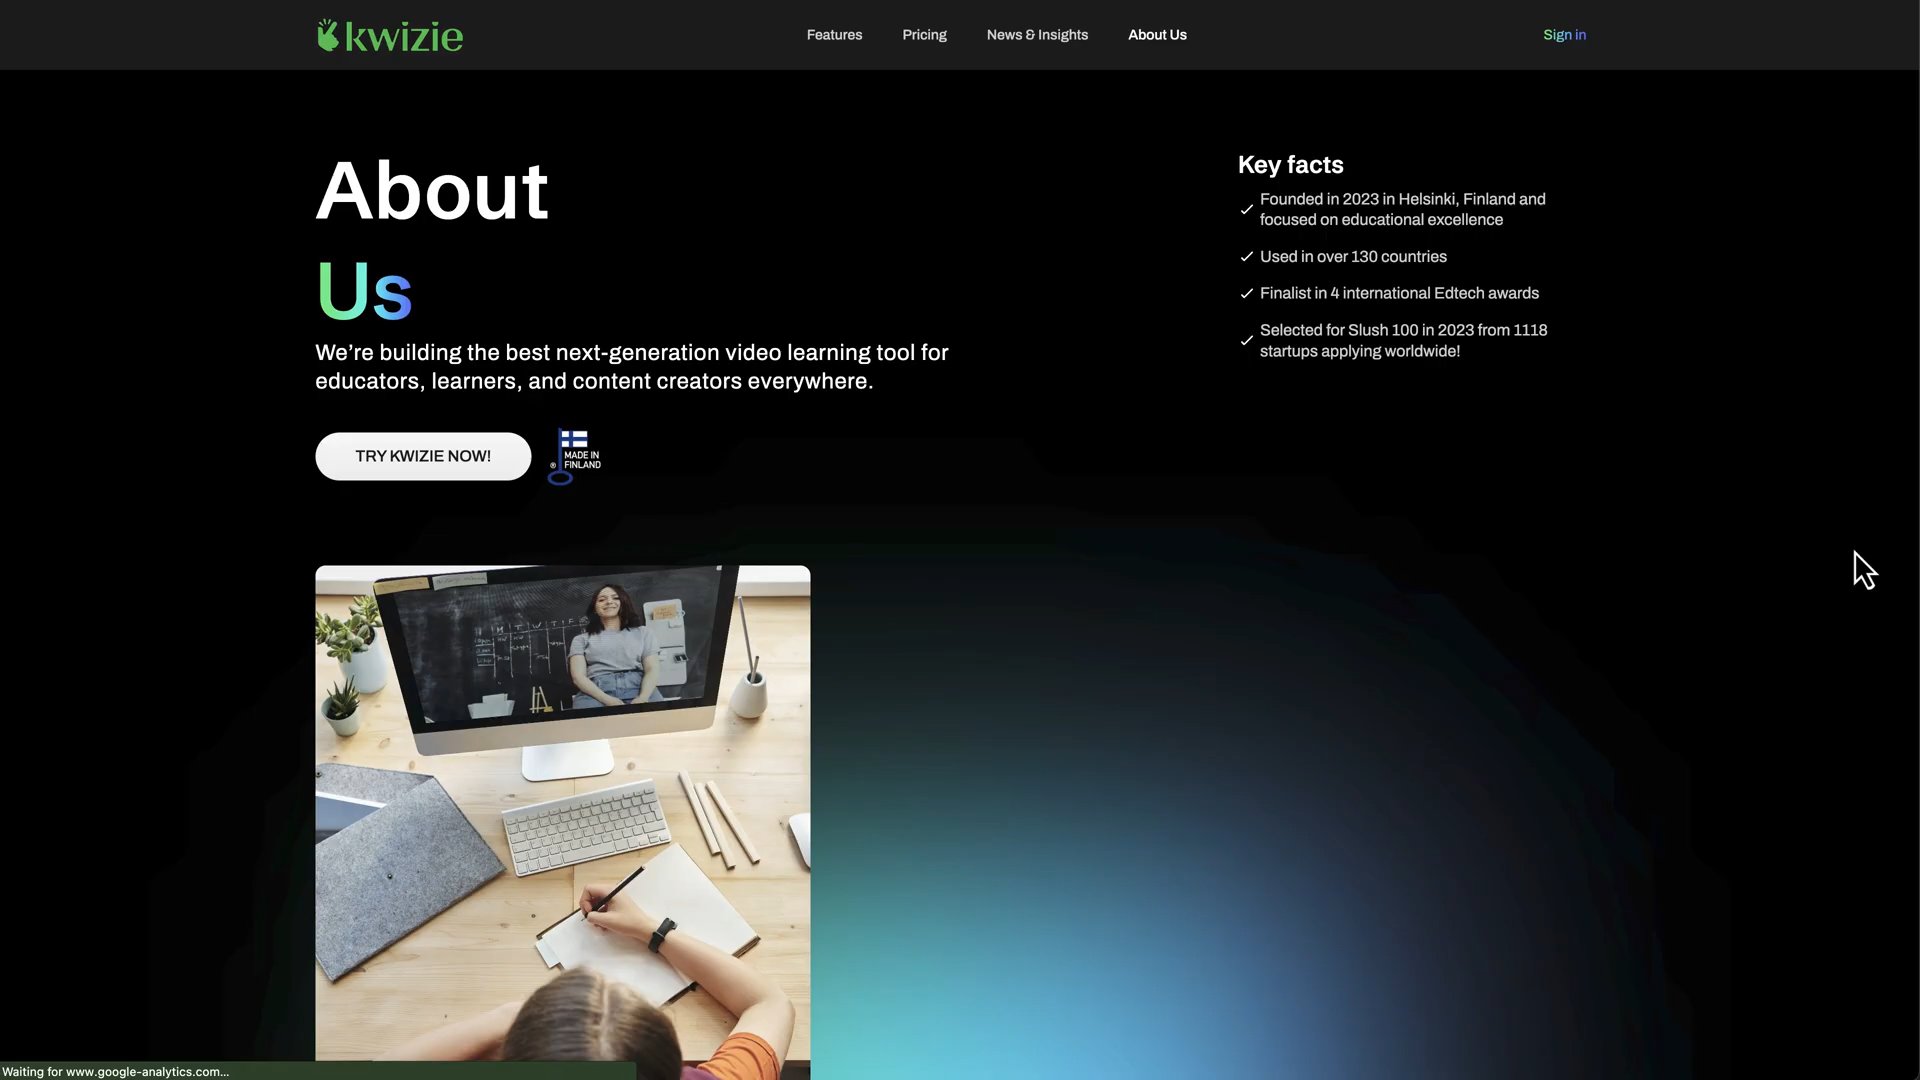 kwizie
Features
Pricing
News & Insights
About Us
Sign in
About
Us
We’re building the best next-generation video learning tool for
educators, learners, and content creators everywhere.
TRY KWIZIE NOW!
MADE IN
® FINLAND
Key facts
Founded in 2023 in Helsinki, Finland and
focused on educational excellence
Used in over 130 countries
Finalist in 4 international Edtech awards
Selected for Slush 100 in 2023 from 1118
startups applying worldwide!
M T W T F
Waiting for www.google-analytics.com...